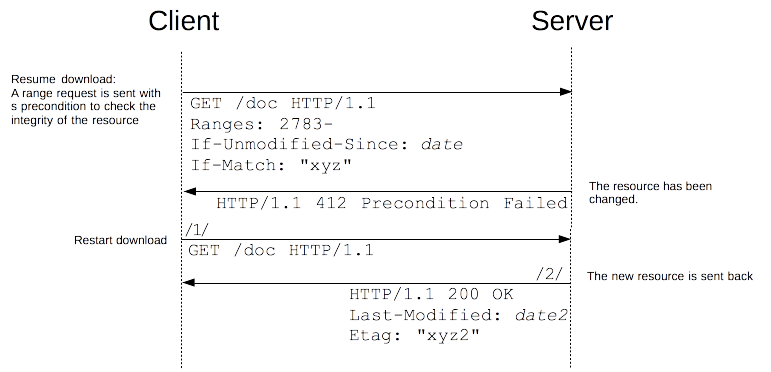 Client
Server
Resume download:
A range request is sent with
s precondition to check the
integrity of the resource
GET /doc HTTP/1.1
Ranges: 2783-
If-Unmodified-Since: date
If-Match: "xyz"
The resource has been
changed.
HTTP/1.1 412 Precondition Failed
/1/
Restart download
GET /doc HTTP/1.1
/2/
The new resource is sent back
HTTP/1.1 200 OK
Last-Modified: date2
Etag: "xyz2"